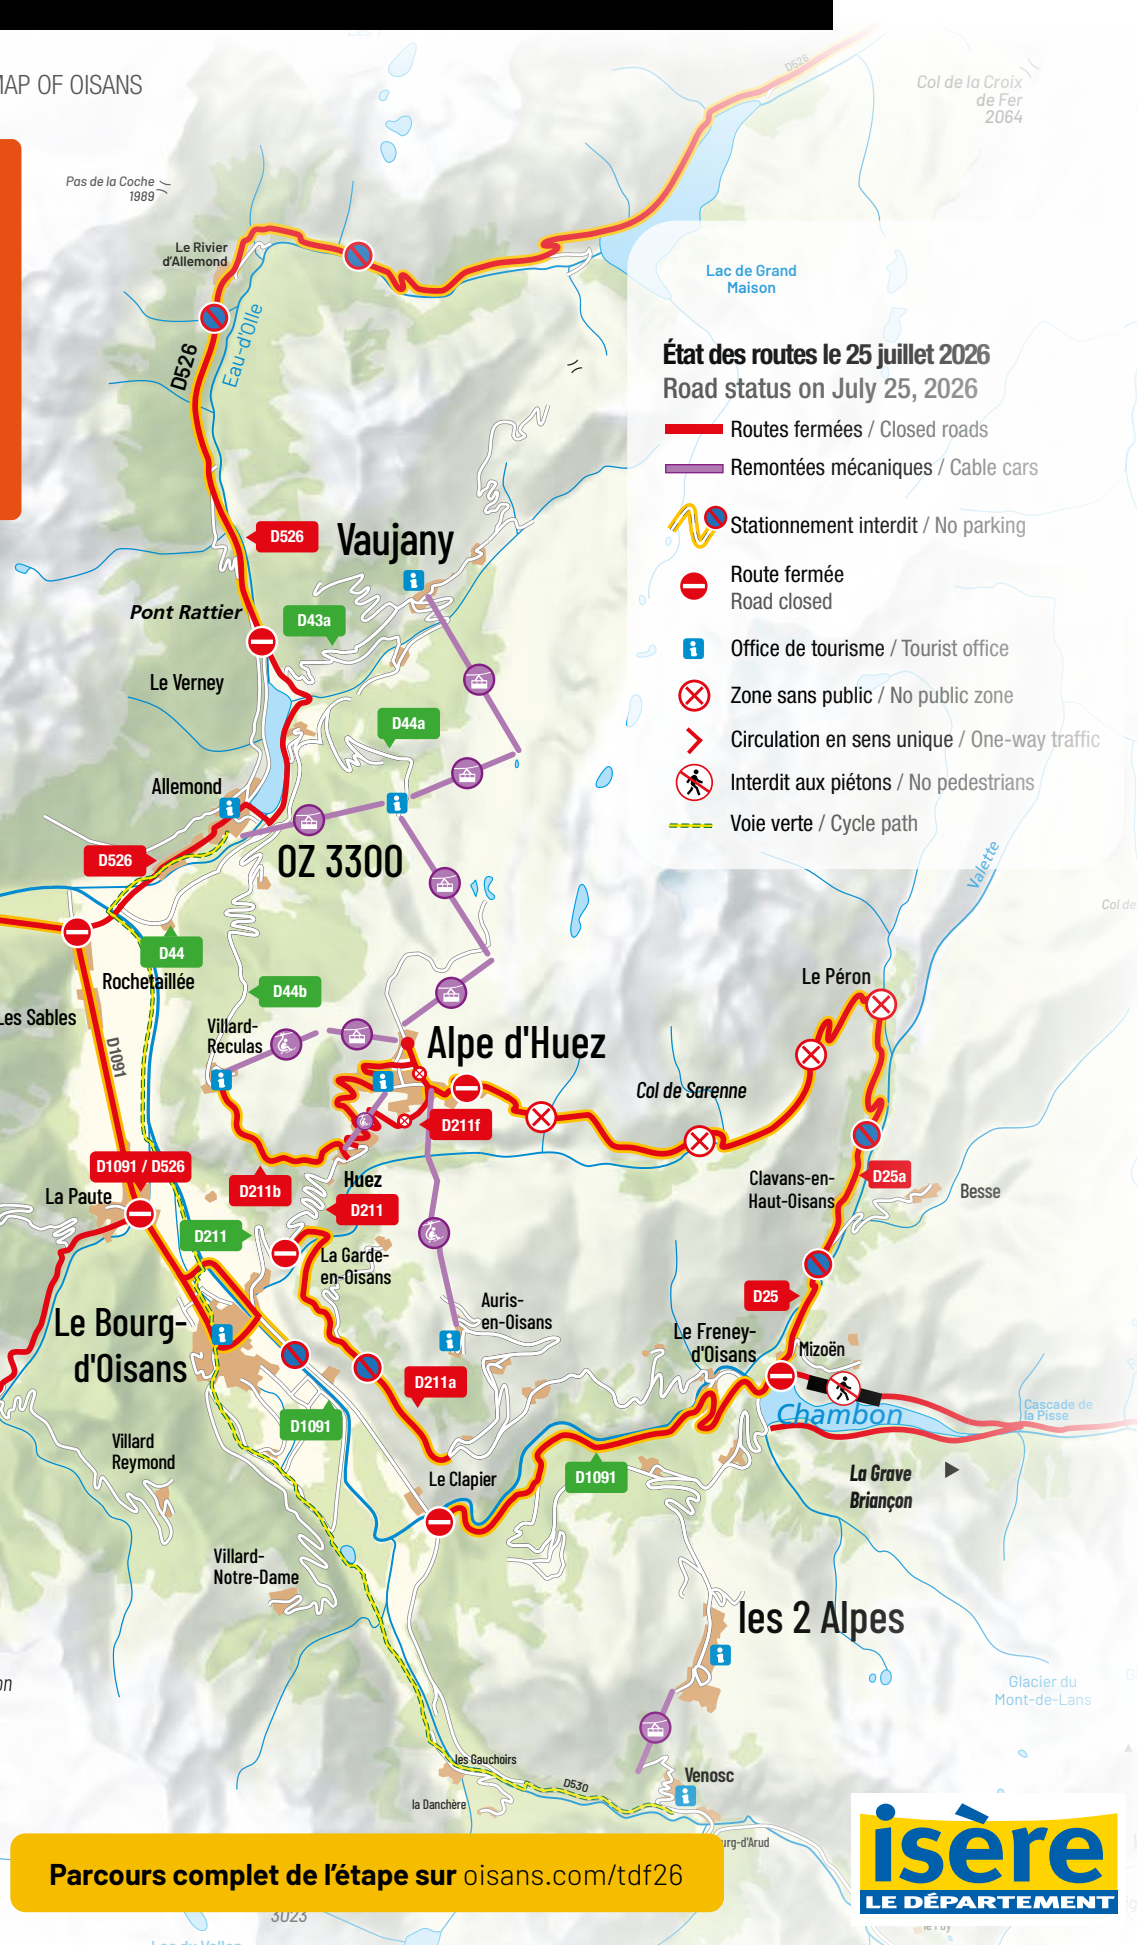 MAP OF OISANS
D526
Col de la Croix
de Fer
2064
Pas de la Coche
1989
Le Rivier
d'Allemond
Eau-d'Olle
D526
Lac de Grand
Maison
État des routes le 25 juillet 2026
Road status on July 25, 2026
Routes fermées / Closed roads
Remontées mécaniques / Cable cars
Stationnement interdit / No parking
Route fermée
Road closed
Office de tourisme / Tourist office
Zone sans public / No public zone
Circulation en sens unique / One-way traffic
Interdit aux piétons / No pedestrians
Voie verte / Cycle path
D526
Vaujany
Pont Rattier
D43a
Le Verney
D44a
Allemond
OZ 3300
D526
Valette
Col de
D44
Rochetaillée
D44b
Le Péron
Les Sables
D1091
Villard-
Reculas
Alpe d'Huez
Col de Sarenne
D211f
D1091 / D526
La Paute
D211b
Huez
D211
D211
La Garde-
en-Oisans
Clavans-en-
Haut-Oisans
D25a
Besse
Le Bourg-
d'Oisans
Auris-
en-Oisans
D25
Le Freney-
d'Oisans
Mizoën
D211a
Chambon
Cascade de
la Pisse
D1091
Villard
Reymond
Le Clapier
D1091
La Grave
Briançon
Villard-
Notre-Dame
les 2 Alpes
on
Glacier du
Mont-de-Lans
les Gauchoirs
D530
la Danchère
Venosc
urg-d'Arud
Parcours complet de l'étape sur oisans.com/tdf26
3023
isère
LE DÉPARTEMENT